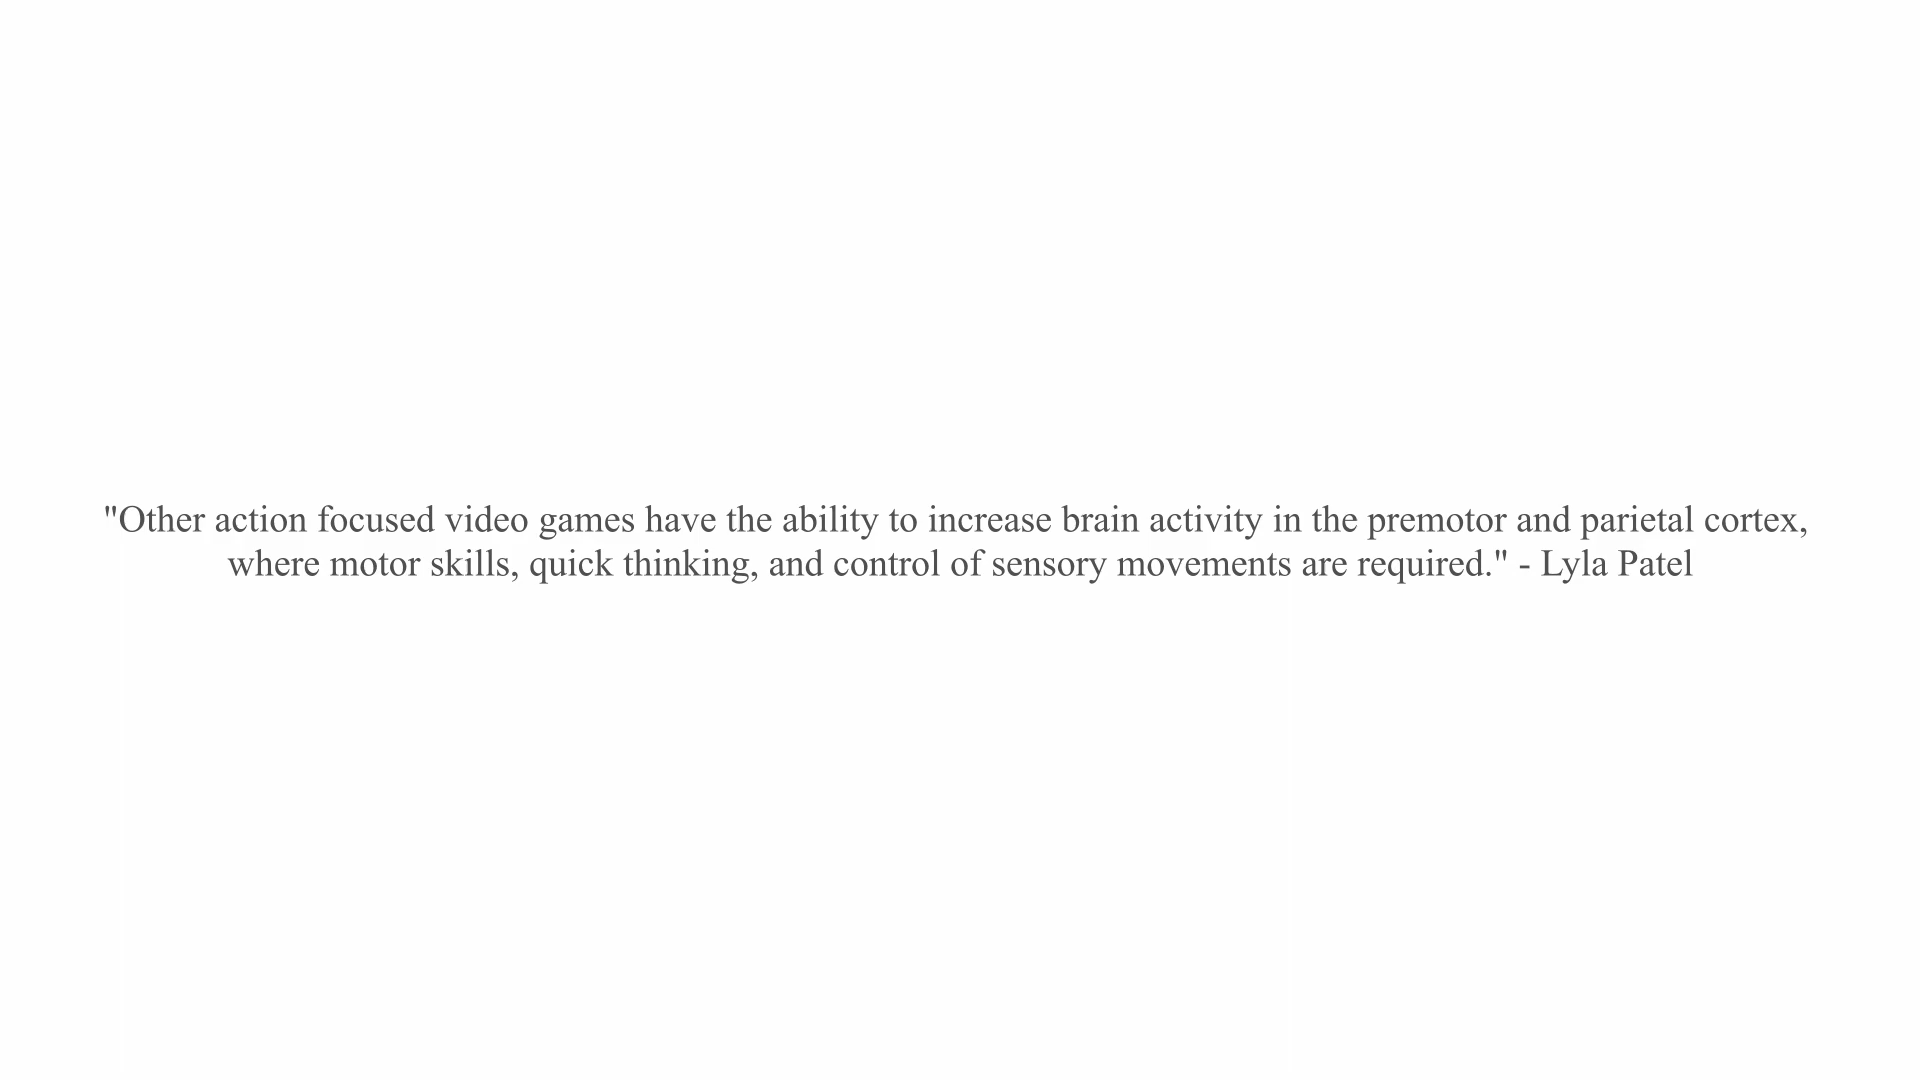 "Other action focused video games have the ability to increase brain activity in the premotor and parietal cortex,
where motor skills, quick thinking, and control of sensory movements are required." - Lyla Patel